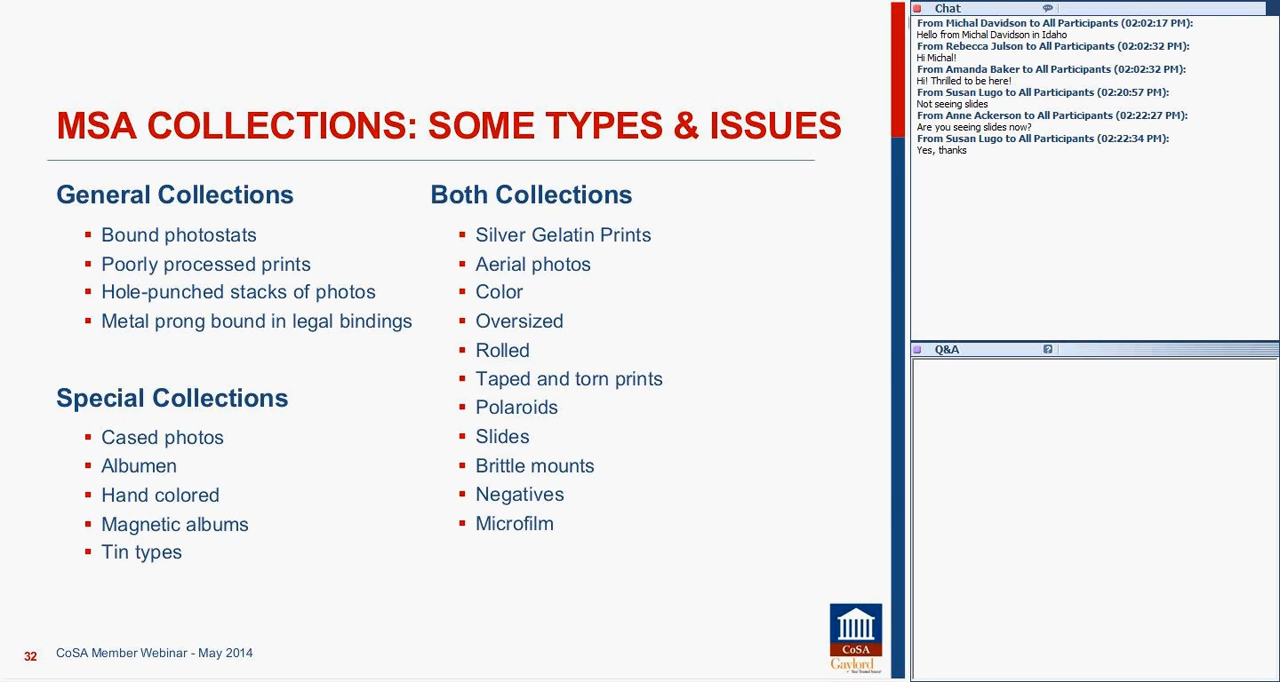 MSA COLLECTIONS: SOME TYPES & ISSUES
General Collections
Bound photostats
Poorly processed prints
Hole-punched stacks of photos
Metal prong bound in legal bindings
Special Collections
Cased photos
Albumen
Hand colored
Magnetic albums
Tin types
Both Collections
Silver Gelatin Prints
Aerial photos
Color
Oversized
Rolled
Taped and torn prints
Polaroids
Slides
Brittle mounts
Negatives
Microfilm
32 CoSA Member Webinar - May 2014
CoSA
Gaylord
Your Trusted Source
Chat
From Michal Davidson to All Participants (02:02:17 PM):
Hello from Michal Davidson in Idaho
From Rebecca Julson to All Participants (02:02:32 PM):
Hi Michal!
From Amanda Baker to All Participants (02:02:32 PM):
Hi! Thrilled to be here!
From Susan Lugo to All Participants (02:20:57 PM):
Not seeing slides
From Anne Ackerson to All Participants (02:22:27 PM):
Are you seeing slides now?
From Susan Lugo to All Participants (02:22:34 PM):
Yes, thanks
Q&A